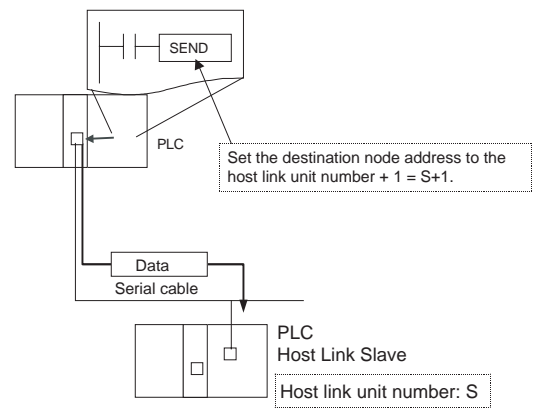 SEND
PLC
Set the destination node address to the
host link unit number + 1 = S+1.
Data
Serial cable
PLC
Host Link Slave
Host link unit number: S